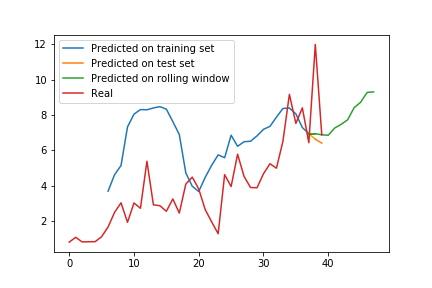 Predicted on training set
Predicted on test set
Predicted on rolling window
Real
12
10
8
6
4
2
0 10 20 30 40